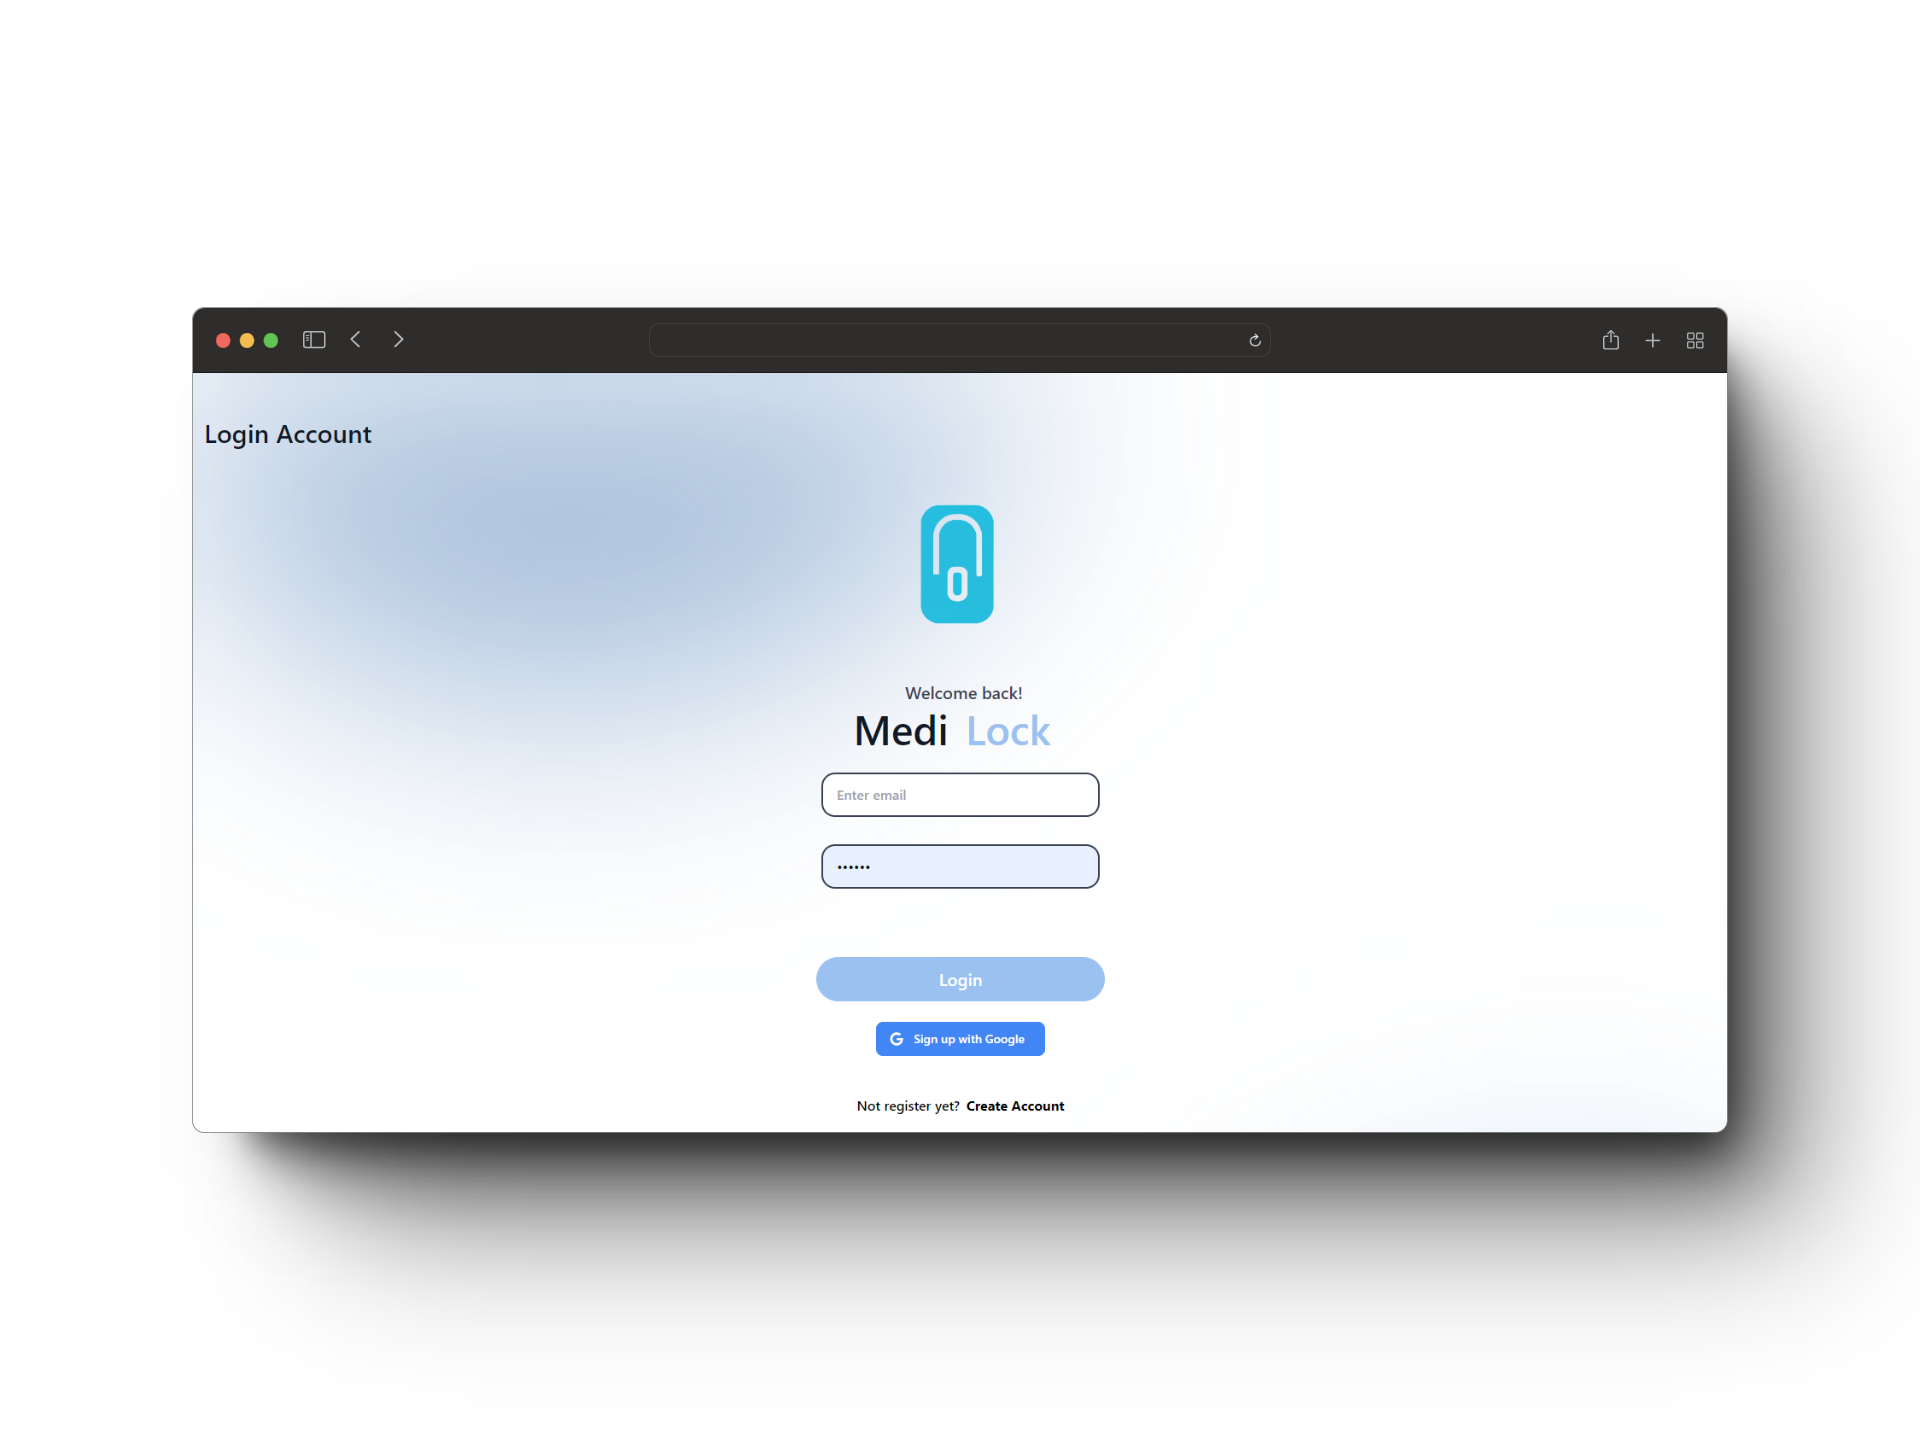 Login Account
Welcome back!
Medi Lock
Enter email
••••••
Login
Sign up with Google
Not register yet? Create Account